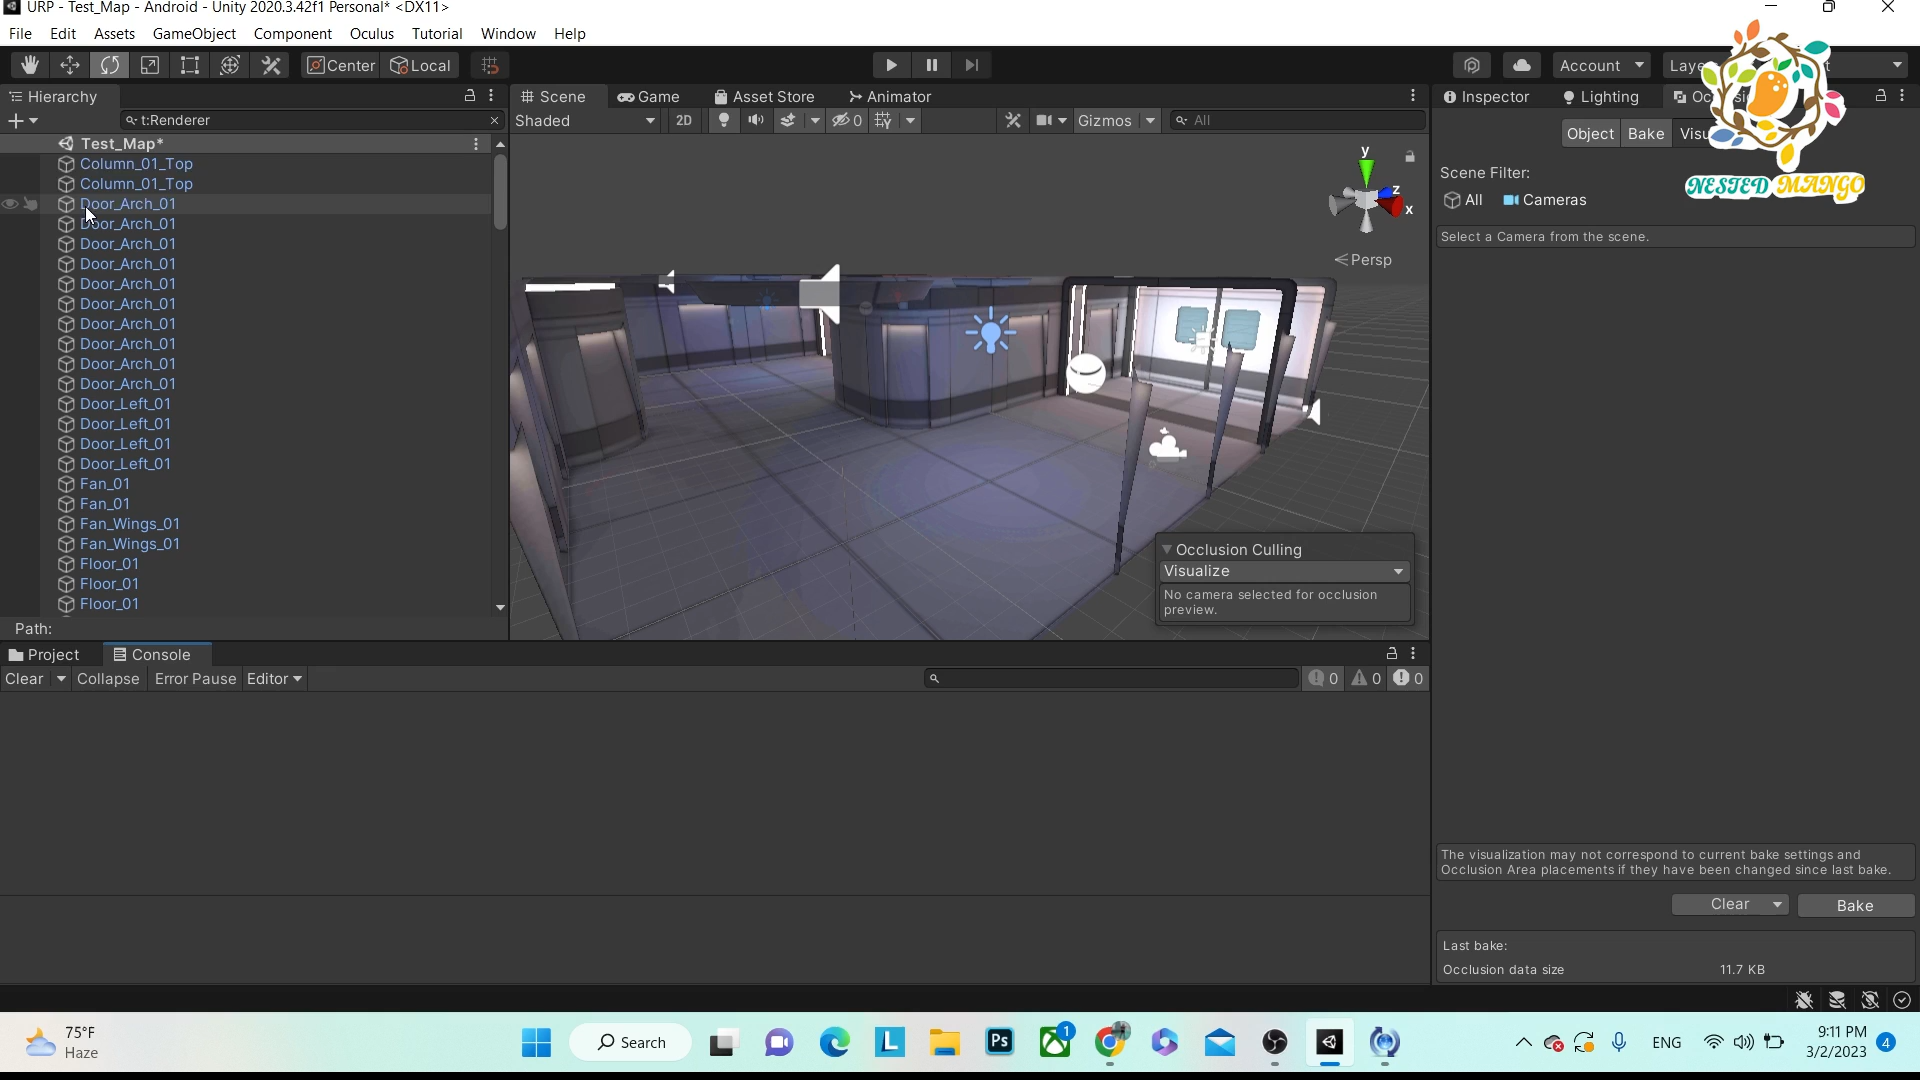 URP - Test_Map - Android - Unity 2020.3.42f1 Personal* <DX11>
File Edit Assets GameObject Component Oculus Tutorial Window Help
Center Local Account
Hierarchy
t:Renderer
Test_Map*
Column_01_Top
Column_01_Top
Door_Arch_01
Door_Arch_01
Door_Arch_01
Door_Arch_01
Door_Arch_01
Door_Arch_01
Door_Arch_01
Door_Arch_01
Door_Arch_01
Door_Arch_01
Door_Left_01
Door_Left_01
Door_Left_01
Door_Left_01
Fan_01
Fan_01
Fan_Wings_01
Fan_Wings_01
Floor_01
Floor_01
Floor_01
Path:
Scene Game Asset Store Animator
Shaded 2D 0 Gizmos All
y
z
x
Persp
Occlusion Culling
Visualize
No camera selected for occlusion
preview.
Inspector Lighting
Object Bake
NESTED MANGO
Scene Filter:
All Cameras
Select a Camera from the scene.
The visualization may not correspond to current bake settings and
Occlusion Area placements if they have been changed since last bake.
Clear Bake
Last bake:
Occlusion data size 11.7 KB
Project Console
Clear Collapse Error Pause Editor 0 0 0
75°F
Haze
Search
L
Ps
1
ENG
9:11 PM
3/2/2023
4